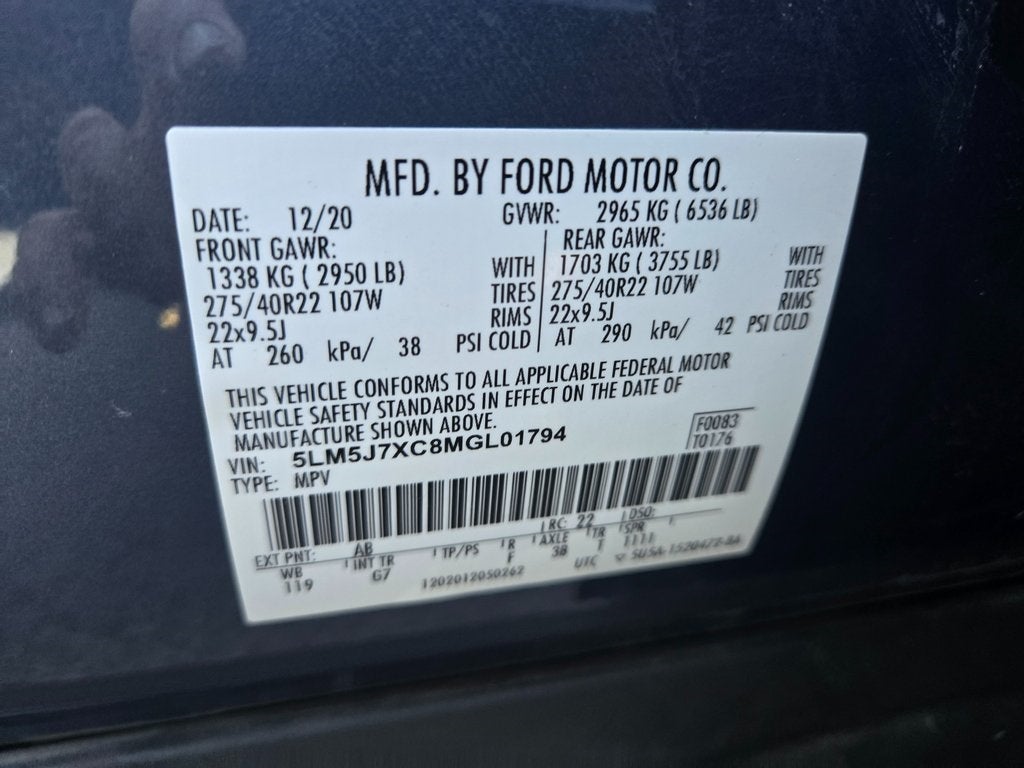 MFD. BY FORD MOTOR CO.
DATE: 12/20 GVWR: 2965 KG ( 6536 LB)
FRONT GAWR: REAR GAWR:
1338 KG ( 2950 LB) WITH 1703 KG ( 3755 LB) WITH
275/40R22 107W TIRES 275/40R22 107W TIRES
22x9.5J RIMS 22x9.5J RIMS
AT 260 kPa/ 38 PSI COLD AT 290 kPa/ 42 PSI COLD
THIS VEHICLE CONFORMS TO ALL APPLICABLE FEDERAL MOTOR
VEHICLE SAFETY STANDARDS IN EFFECT ON THE DATE OF
MANUFACTURE SHOWN ABOVE.
F0083
VIN: 5LM5J7XC8MGL01794
T0176
TYPE: MPV
EXT PNT: AB RC: 22 DSO:
WB INT TR TP/PS R AXLE TR SPR
119 G7 F 38 T 1111
1202012050262 UTC